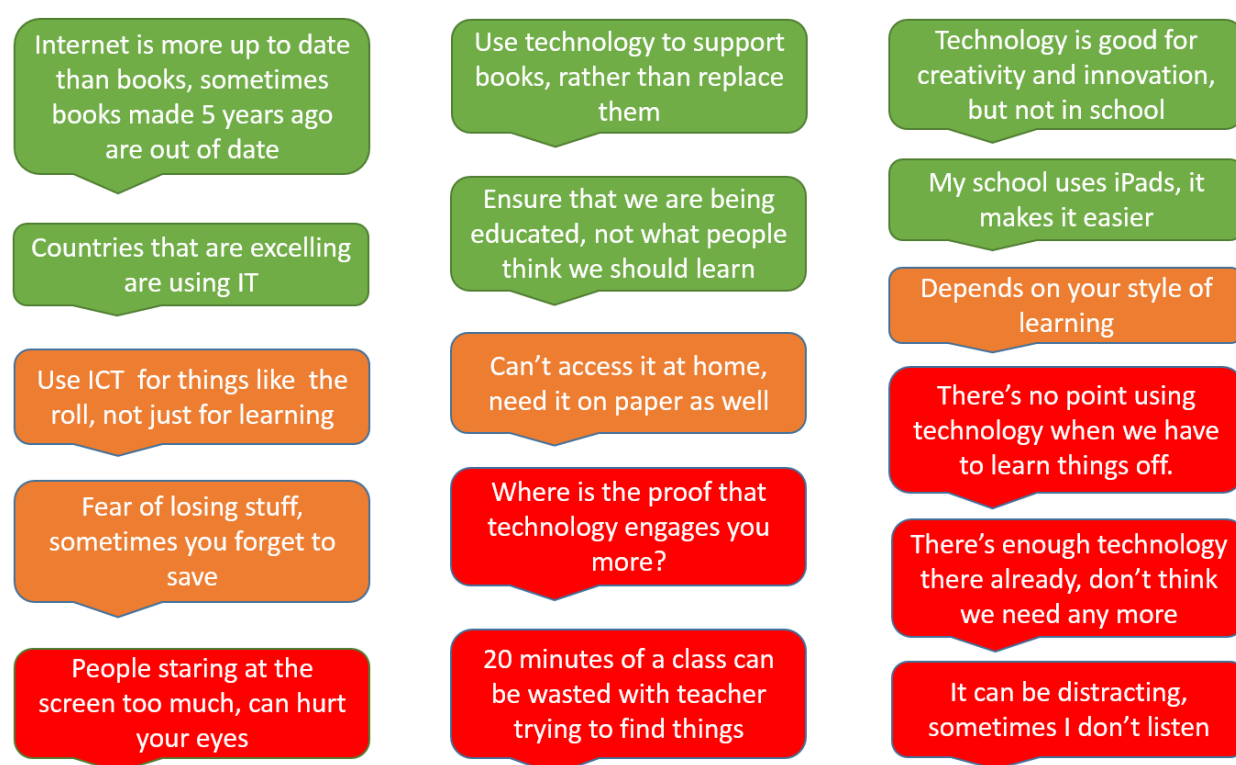 Internet is more up to date
than books, sometimes
books made 5 years ago
are out of date
Countries that are excelling
are using IT
Use ICT  for things like  the
roll, not just for learning
Fear of losing stuff,
sometimes you forget to
save
People staring at the
screen too much, can hurt
your eyes
Use technology to support
books, rather than replace
them
Ensure that we are being
educated, not what people
think we should learn
Can’t access it at home,
need it on paper as well
Where is the proof that
technology engages you
more?
20 minutes of a class can
be wasted with teacher
trying to find things
Technology is good for
creativity and innovation,
but not in school
My school uses iPads, it
makes it easier
Depends on your style of
learning
There’s no point using
technology when we have
to learn things off.
There’s enough technology
there already, don’t think
we need any more
It can be distracting,
sometimes I don’t listen